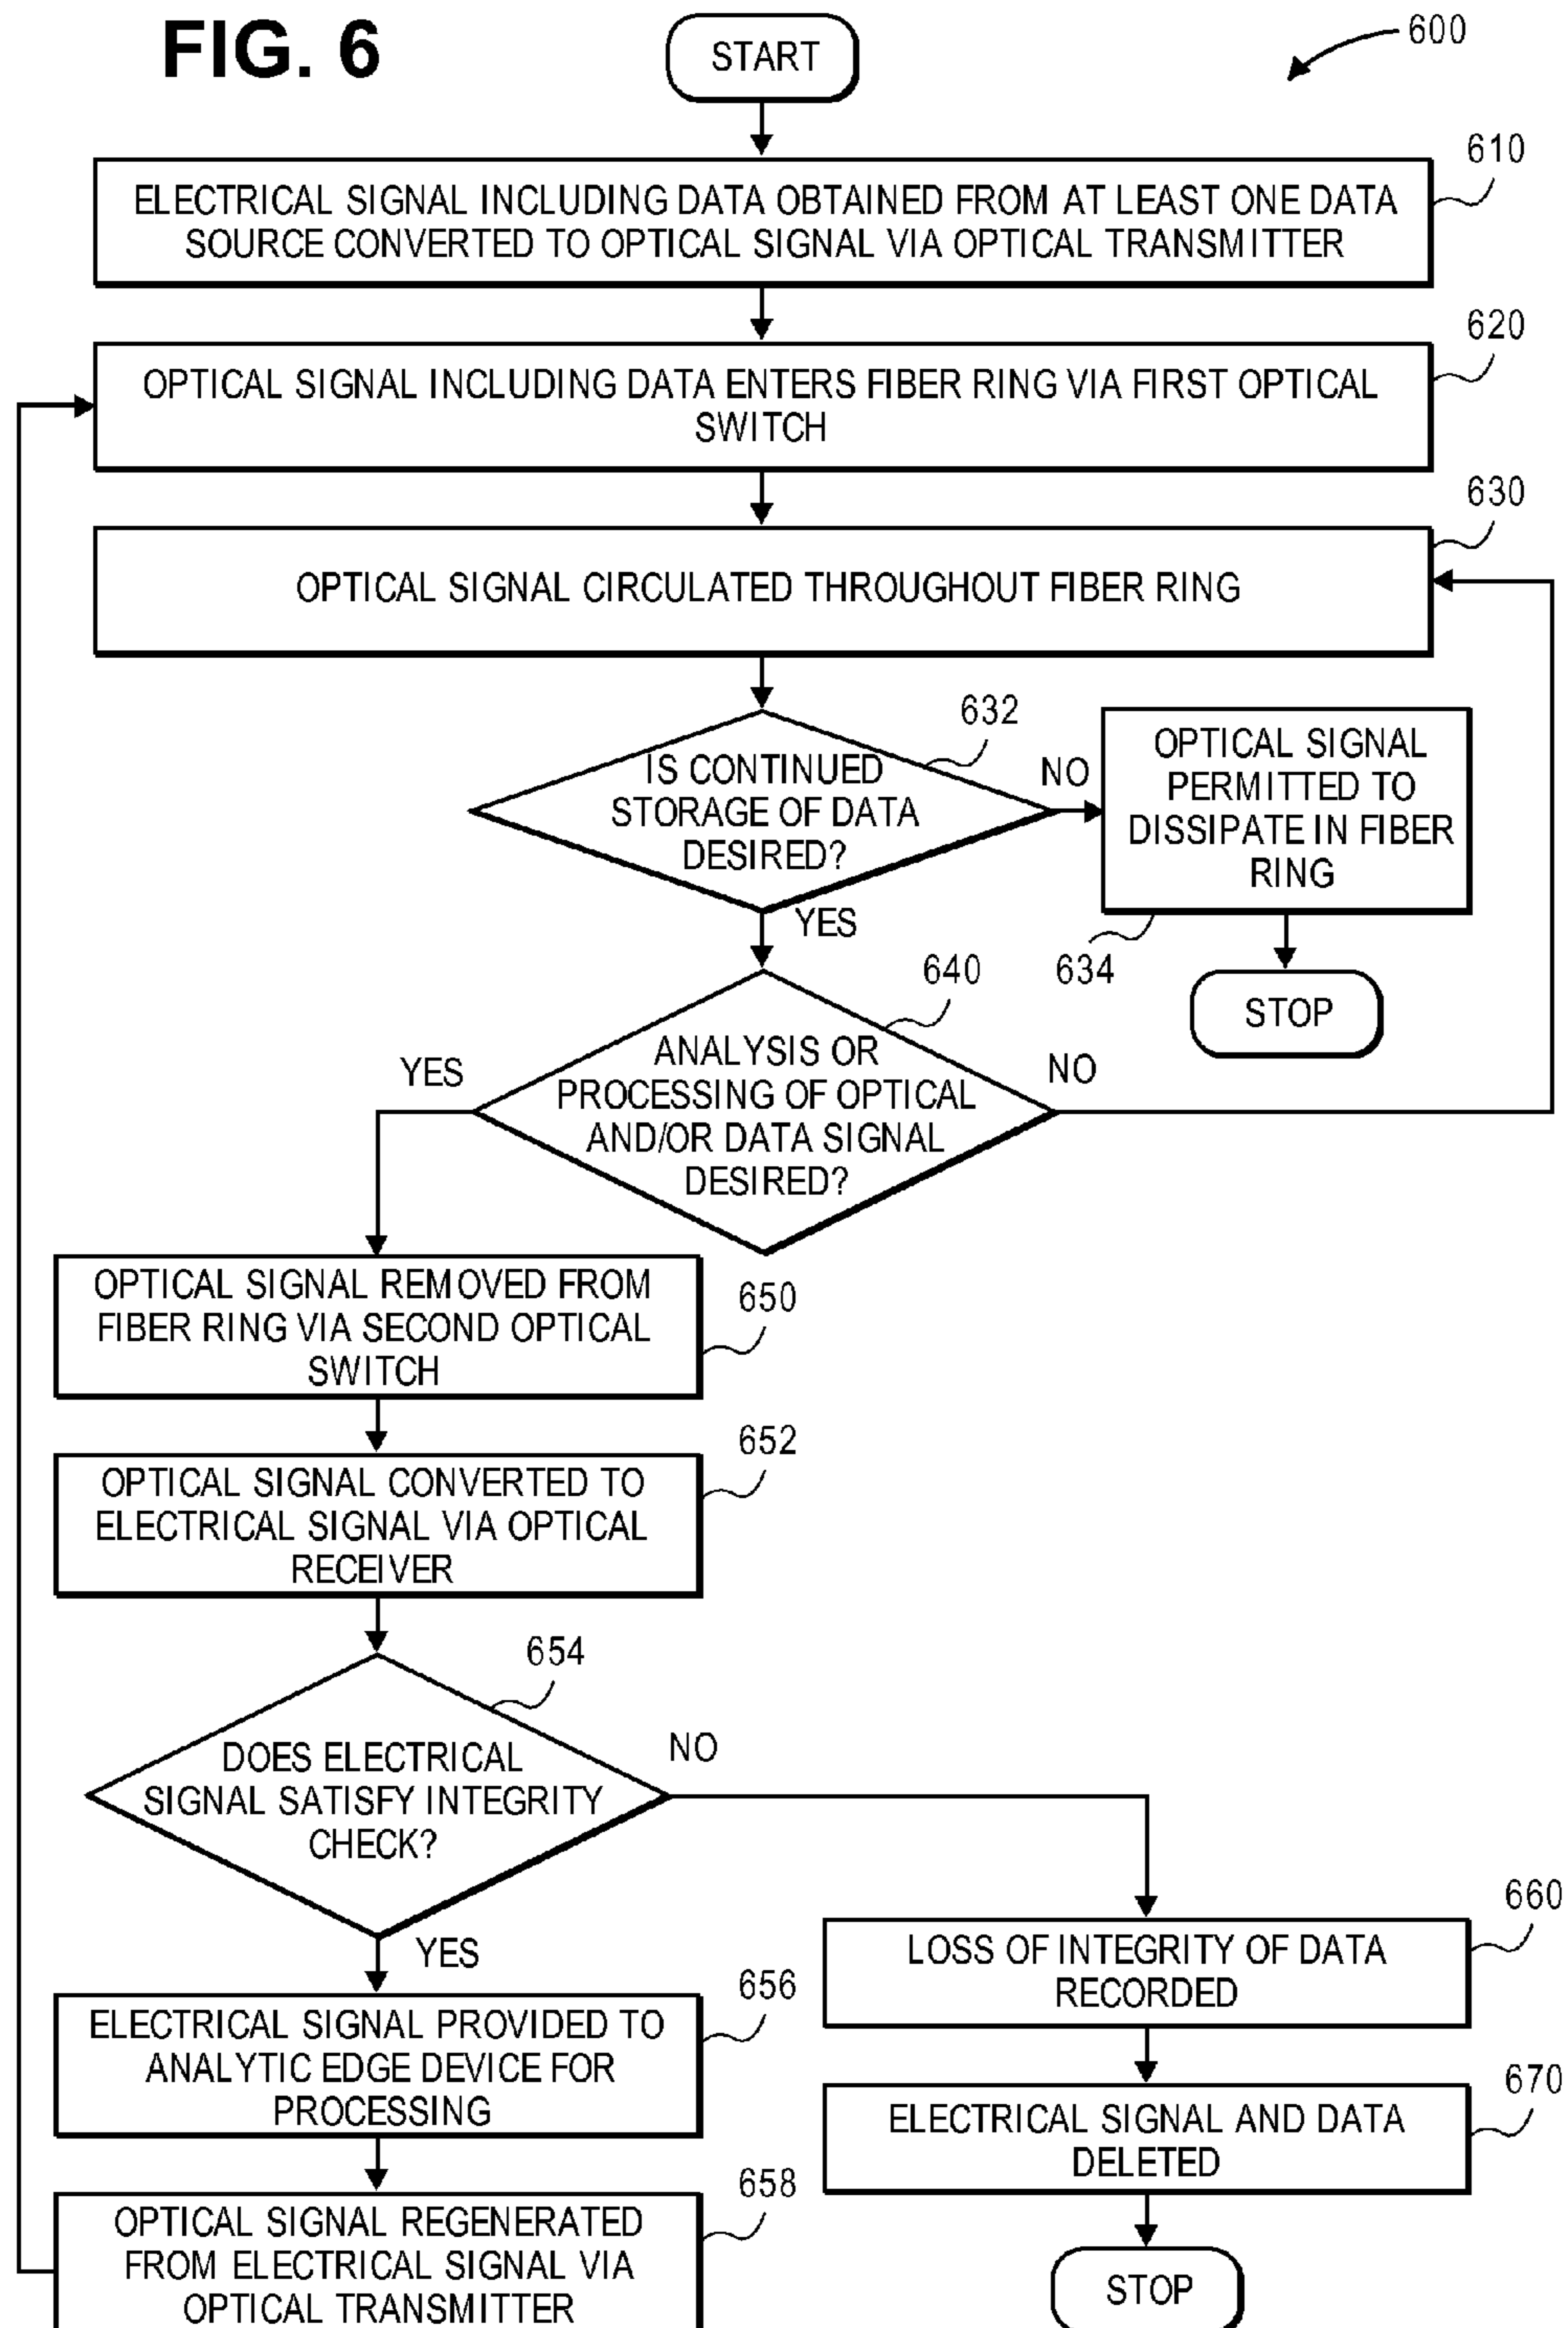 FIG. 6
START
600
610
ELECTRICAL SIGNAL INCLUDING DATA OBTAINED FROM AT LEAST ONE DATA
SOURCE CONVERTED TO OPTICAL SIGNAL VIA OPTICAL TRANSMITTER
620
OPTICAL SIGNAL INCLUDING DATA ENTERS FIBER RING VIA FIRST OPTICAL
SWITCH
630
OPTICAL SIGNAL CIRCULATED THROUGHOUT FIBER RING
632
IS CONTINUED
STORAGE OF DATA
DESIRED?
NO
OPTICAL SIGNAL
PERMITTED TO
DISSIPATE IN FIBER
RING
YES
634
STOP
640
ANALYSIS OR
PROCESSING OF OPTICAL
AND/OR DATA SIGNAL
DESIRED?
YES
NO
OPTICAL SIGNAL REMOVED FROM
FIBER RING VIA SECOND OPTICAL
SWITCH
650
652
OPTICAL SIGNAL CONVERTED TO
ELECTRICAL SIGNAL VIA OPTICAL
RECEIVER
654
DOES ELECTRICAL
SIGNAL SATISFY INTEGRITY
CHECK?
NO
YES
660
LOSS OF INTEGRITY OF DATA
RECORDED
656
ELECTRICAL SIGNAL PROVIDED TO
ANALYTIC EDGE DEVICE FOR
PROCESSING
670
ELECTRICAL SIGNAL AND DATA
DELETED
658
OPTICAL SIGNAL REGENERATED
FROM ELECTRICAL SIGNAL VIA
OPTICAL TRANSMITTER
STOP